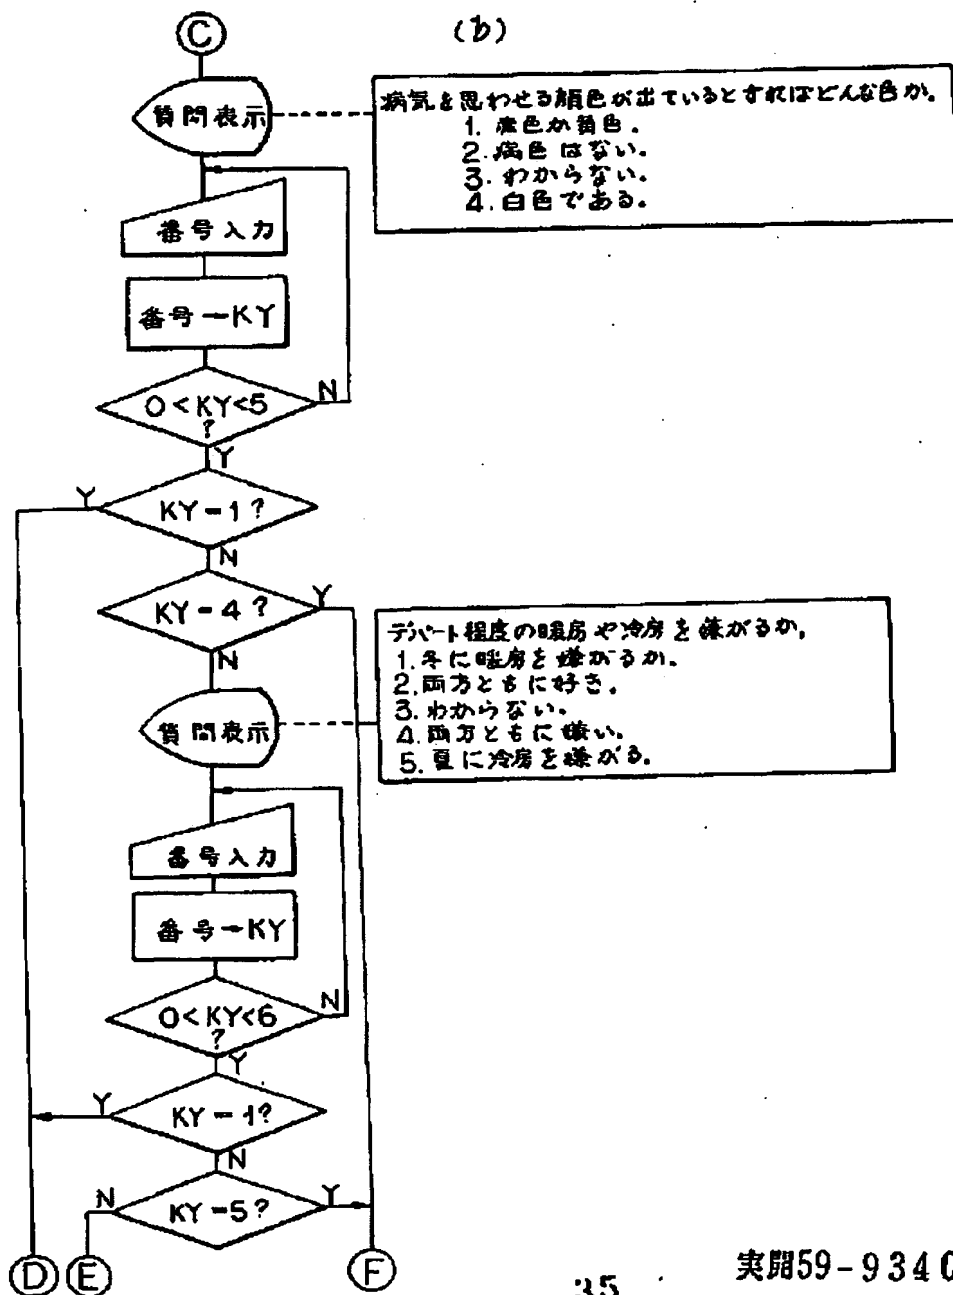 (b)
C
質問表示
病気を思わせる顔色が出ているとすればどんな色か。
1. 赤色か黄色。
2. 病色はない。
3. わからない。
4. 白色である。
番号入力
番号→KY
0<KY<5
?
N
Y
KY=1?
Y
N
KY=4?
Y
N
質問表示
デパート程度の暖房や冷房を嫌がるか。
1. 冬に暖房を嫌がるか。
2. 両方ともに好き。
3. わからない。
4. 両方ともに嫌い。
5. 夏に冷房を嫌がる。
番号入力
番号→KY
0<KY<6
?
N
Y
KY=1?
Y
N
KY=5?
N
Y
D
E
F
35
実開59-9340